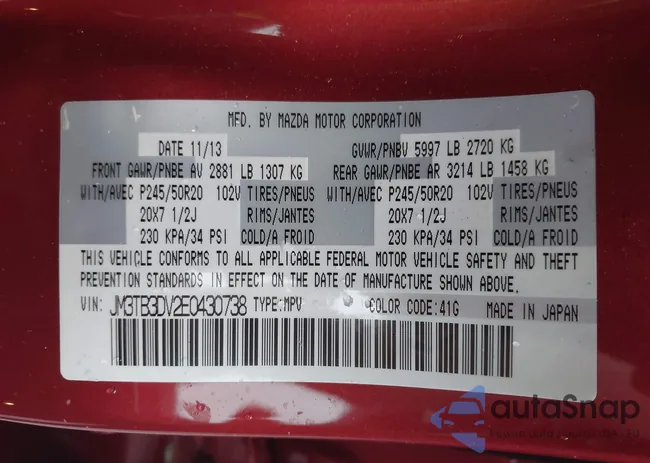 MFD. BY MAZDA MOTOR CORPORATION
DATE 11/13 GVWR/PNBV 5997 LB 2720 KG
FRONT GAWR/PNBE AV 2881 LB 1307 KG REAR GAWR/PNBE AR 3214 LB 1458 KG
WITH/AVEC P245/50R20 102V TIRES/PNEUS WITH/AVEC P245/50R20 102V TIRES/PNEUS
20X7 1/2J RIMS/JANTES 20X7 1/2J RIMS/JANTES
230 KPA/34 PSI COLD/A FROID 230 KPA/34 PSI COLD/A FROID
THIS VEHICLE CONFORMS TO ALL APPLICABLE FEDERAL MOTOR VEHICLE SAFETY AND THEFT
PREVENTION STANDARDS IN EFFECT ON THE DATE OF MANUFACTURE SHOWN ABOVE.
VIN: JM3TB3DV2E0430738 TYPE:MPV COLOR CODE:41G MADE IN JAPAN
autoSnap